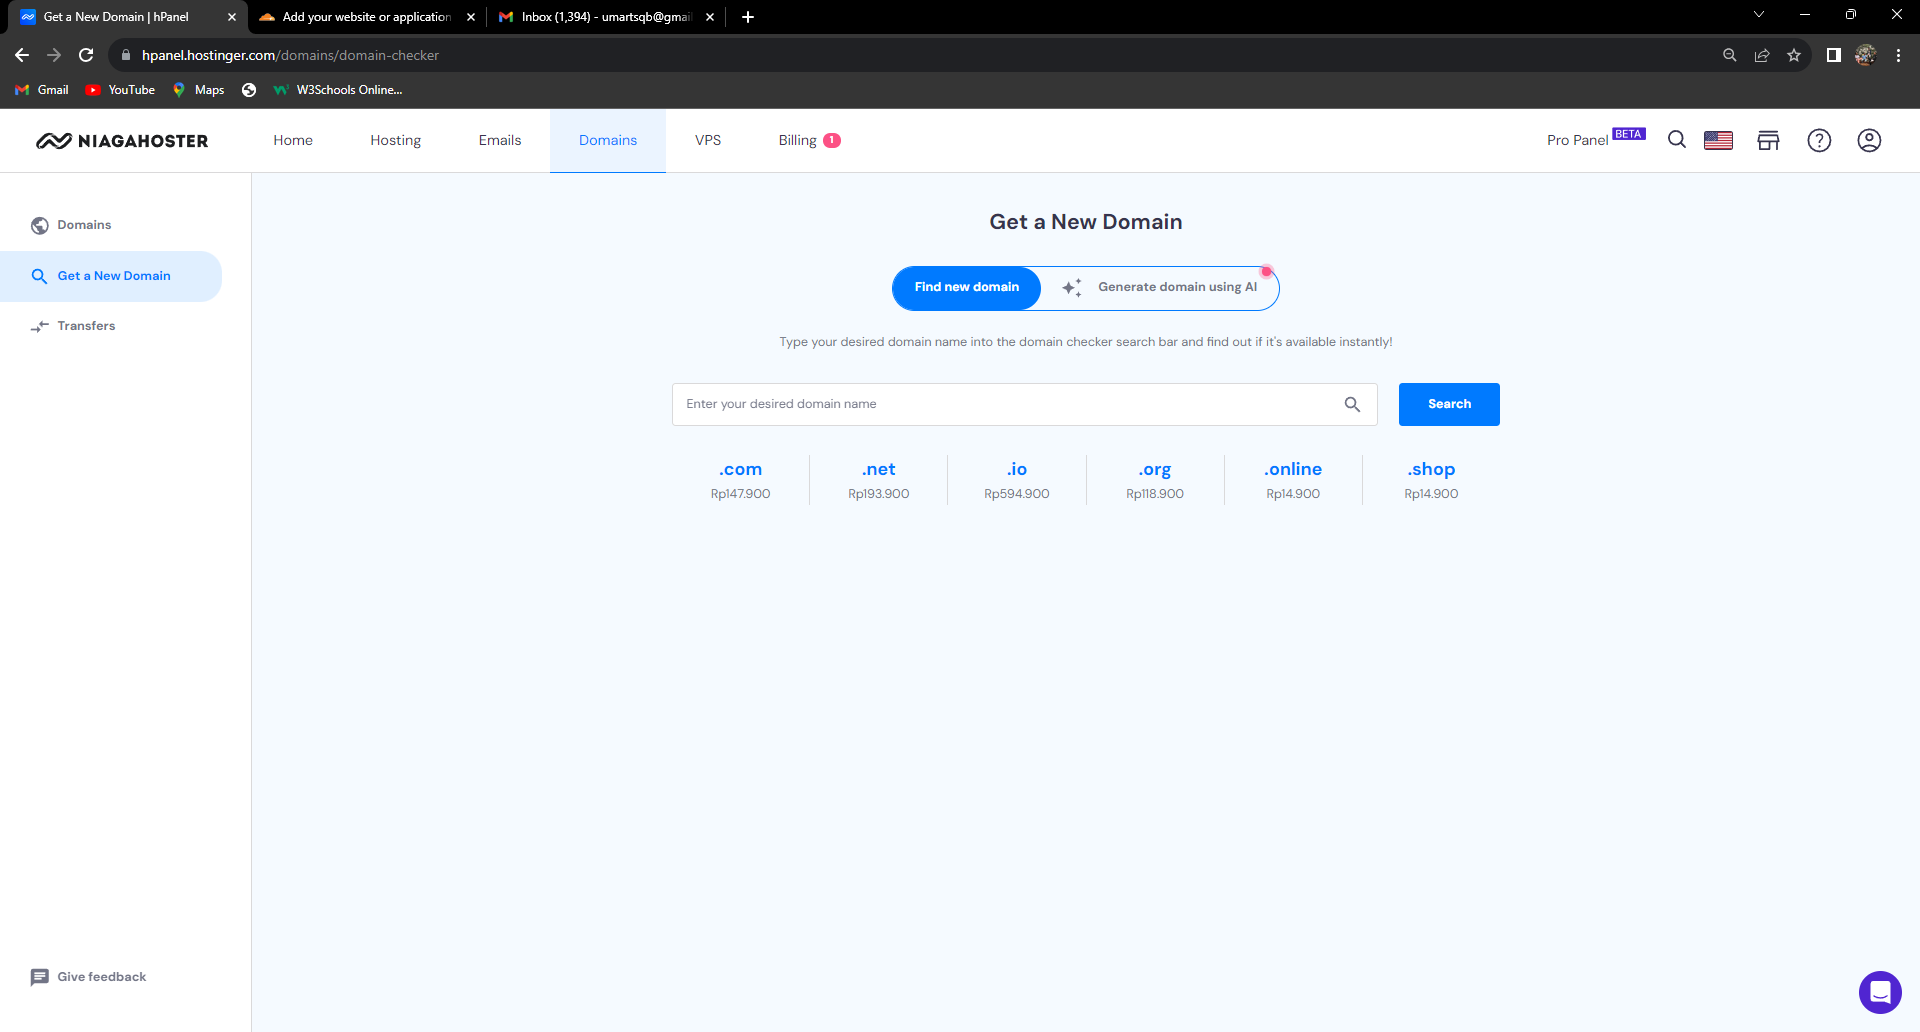 Get a New Domain | hPanel
Add your website or application
Inbox (1,394) - umartsqb@gmai
hpanel.hostinger.com/domains/domain-checker
Gmail
YouTube
Maps
W3Schools Online...
NIAGAHOSTER
Home
Hosting
Emails
Domains
VPS
Billing 1
Pro Panel BETA
Domains
Get a New Domain
Transfers
Get a New Domain
Find new domain
Generate domain using AI
Type your desired domain name into the domain checker search bar and find out if it's available instantly!
Enter your desired domain name
Search
.com
Rp147.900
.net
Rp193.900
.io
Rp594.900
.org
Rp118.900
.online
Rp14.900
.shop
Rp14.900
Give feedback